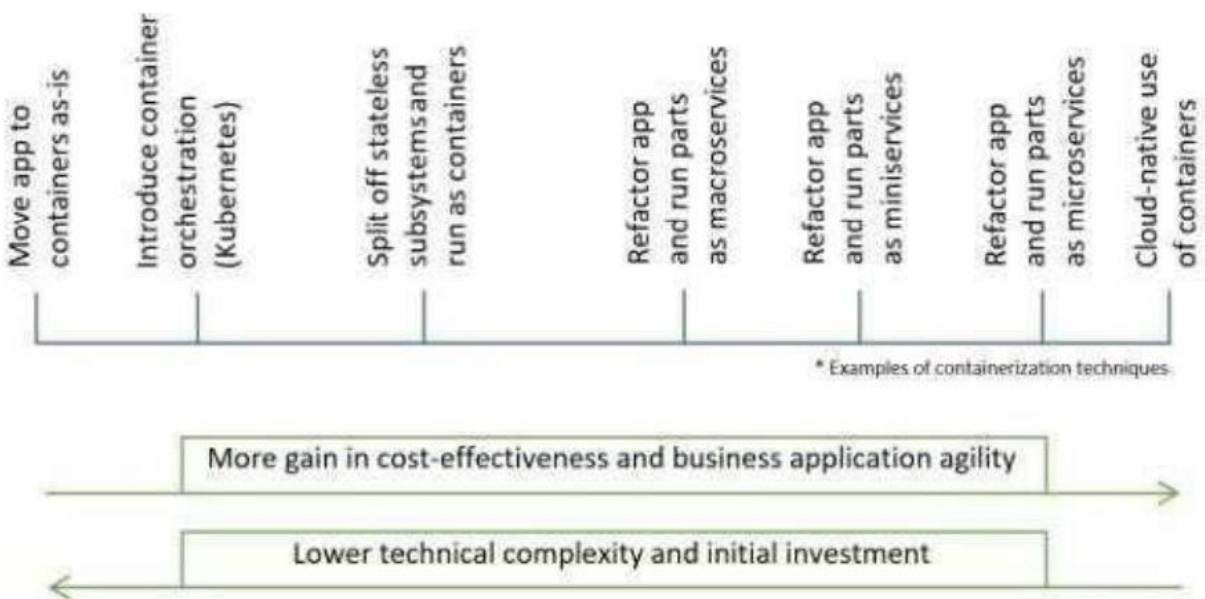 Move app to
containers as-is
Introduce container
orchestration
(Kubernetes)
Split off stateless
subsystems and
run as containers
Refactor app
and run parts
as macroservices
Refactor app
and run parts
as miniservices
Refactor app
and run parts
as microservices
Cloud-native use
of containers
* Examples of containerization techniques
More gain in cost-effectiveness and business application agility
Lower technical complexity and initial investment